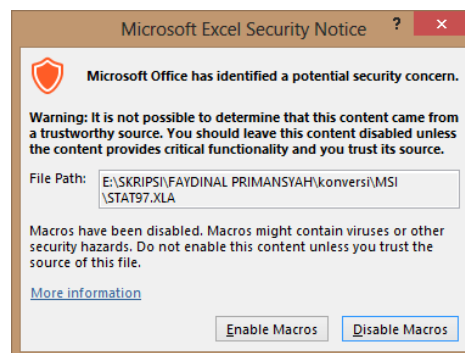 Microsoft Excel Security Notice ? ×
Microsoft Office has identified a potential security concern.
Warning: It is not possible to determine that this content came from
a trustworthy source. You should leave this content disabled unless
the content provides critical functionality and you trust its source.
File Path: E:\SKRIPSI\FAYDINAL PRIMANSYAH\konversi\MSI
\STAT97.XLA
Macros have been disabled. Macros might contain viruses or other
security hazards. Do not enable this content unless you trust the
source of this file.
More information
Enable Macros Disable Macros